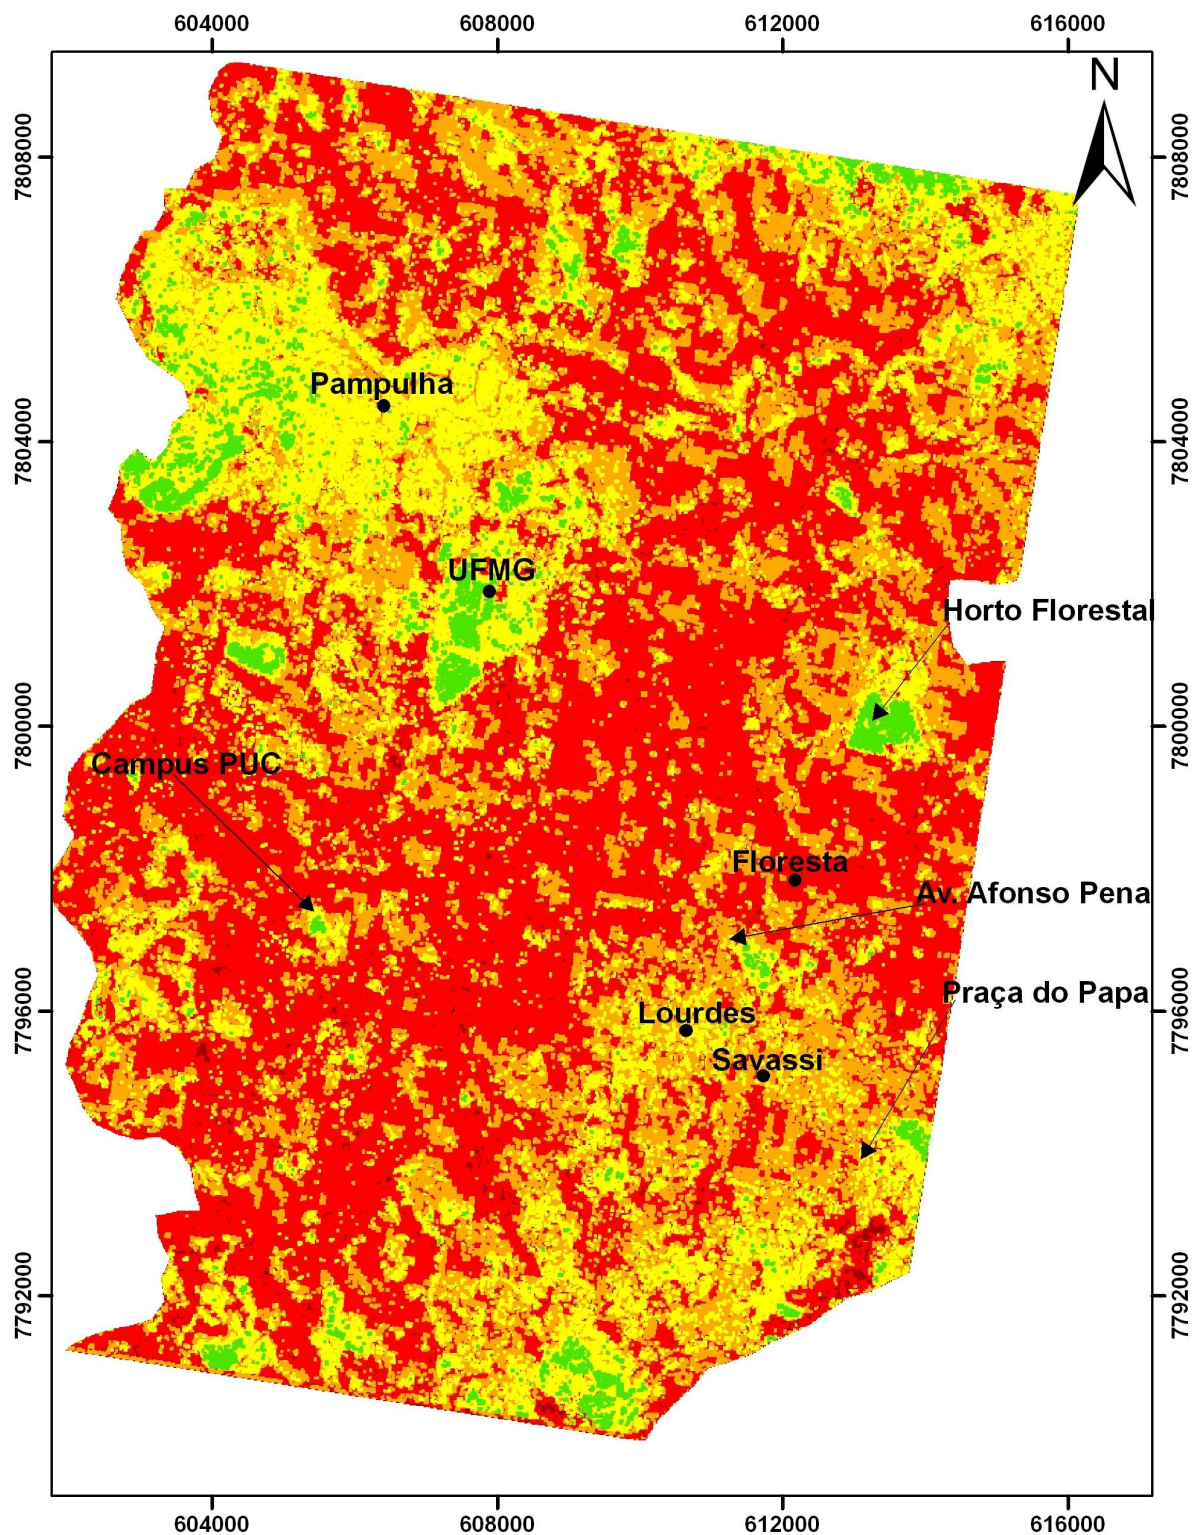 604000 608000 612000 616000
N
7808000 7808000
Pampulha
7804000 7804000
UFMG
Horto Florestal
7800000 7800000
Campus PUC
Floresta
Av. Afonso Pena
Praça do Papa
7796000 7796000
Lourdes
Savassi
7792000 7792000
604000 608000 612000 616000